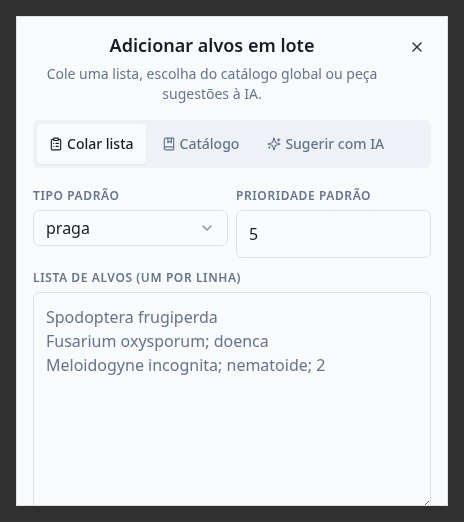 Adicionar alvos em lote
Cole uma lista, escolha do catálogo global ou peça
sugestões à IA.
Colar lista
Catálogo
Sugerir com IA
TIPO PADRÃO
PRIORIDADE PADRÃO
praga
5
LISTA DE ALVOS (UM POR LINHA)
Spodoptera frugiperda
Fusarium oxysporum; doenca
Meloidogyne incognita; nematoide; 2